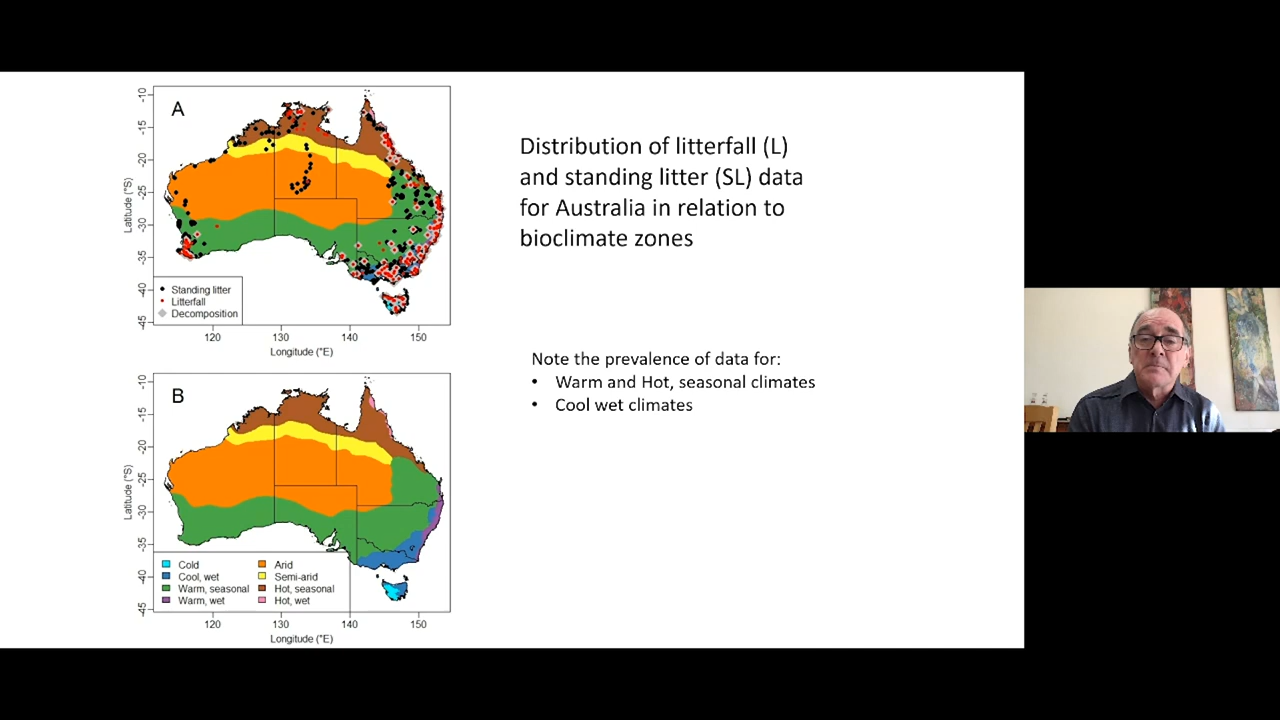 Distribution of litterfall (L)
and standing litter (SL) data
for Australia in relation to
bioclimate zones
Note the prevalence of data for:
• Warm and Hot, seasonal climates
• Cool wet climates
A
-10
-15
-20
-25
-30
-35
-40
-45
Latitude (°S)
Standing litter
Litterfall
Decomposition
120 130 140 150
Longitude (°E)
B
-10
-15
-20
-25
-30
-35
-40
-45
Latitude (°S)
Cold Arid
Cool, wet Semi-arid
Warm, seasonal Hot, seasonal
Warm, wet Hot, wet
120 130 140 150
Longitude (°E)